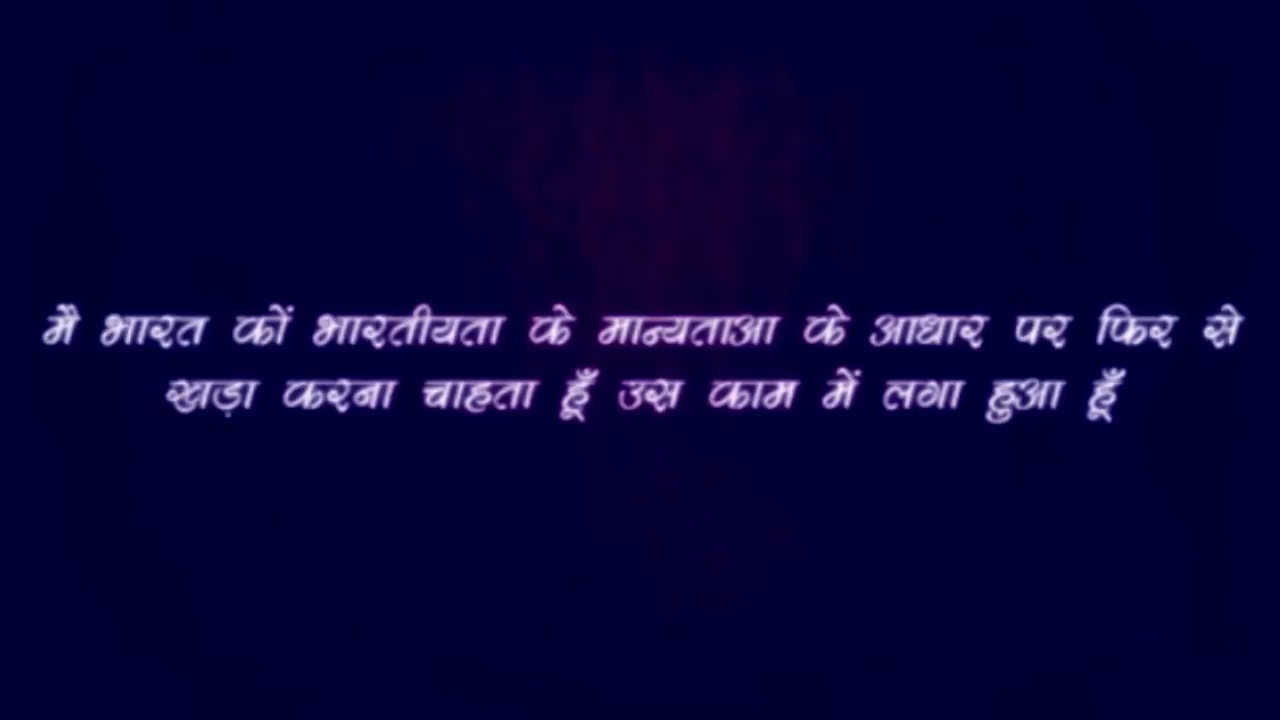 मै भारत कों भारतीयता के मान्यताआ के आधार पर फिर से
खड़ा करना चाहता हूँ उस काम में लगा हुआ हूँ